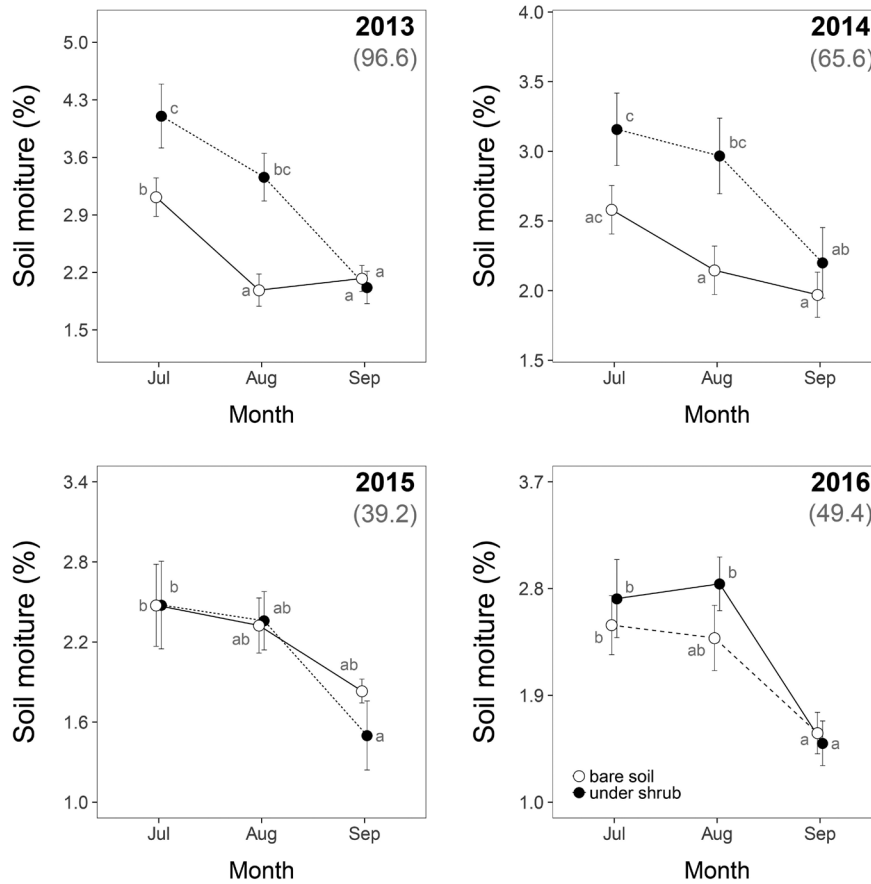 2013
(96.6)
Soil moiture (%)
5.0
4.3
3.6
2.9
2.2
1.5
c
bc
b
a
a
a
Jul
Aug
Sep
Month
2014
(65.6)
Soil moiture (%)
4.0
3.5
3.0
2.5
2.0
1.5
c
bc
ac
ab
a
a
Jul
Aug
Sep
Month
2015
(39.2)
Soil moiture (%)
3.4
2.8
2.2
1.6
1.0
b
b
ab
ab
ab
a
Jul
Aug
Sep
Month
2016
(49.4)
Soil moiture (%)
3.7
2.8
1.9
1.0
b
b
b
ab
a
a
bare soil
under shrub
Jul
Aug
Sep
Month